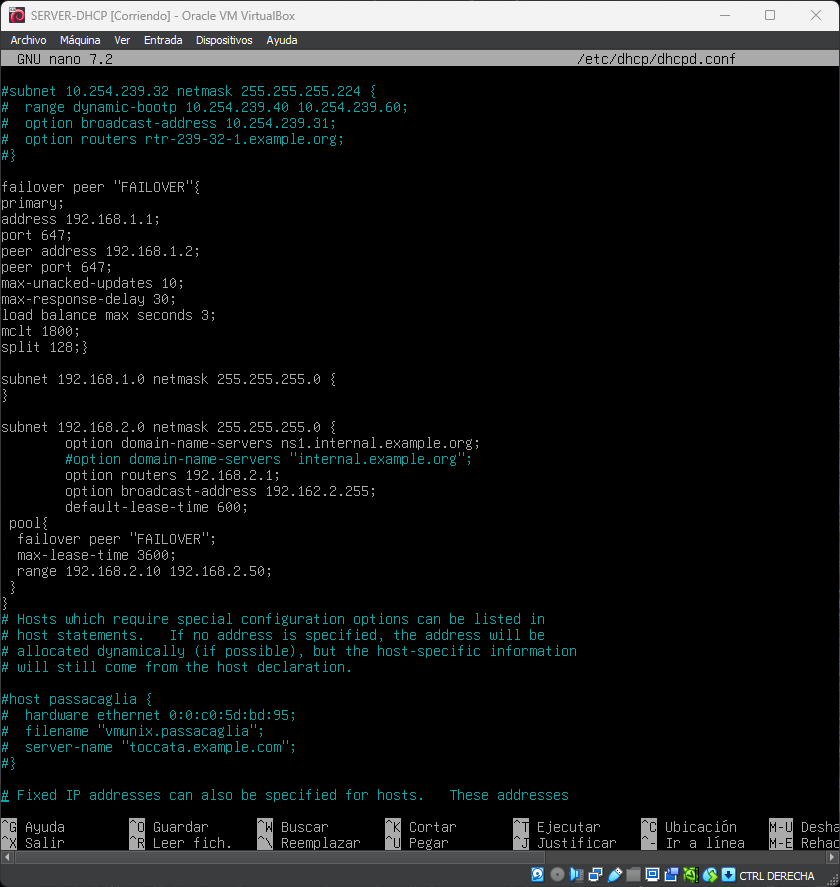 SERVER-DHCP [Corriendo] - Oracle VM VirtualBox
Archivo Máquina Ver Entrada Dispositivos Ayuda
GNU nano 7.2 /etc/dhcp/dhcpd.conf
#subnet 10.254.239.32 netmask 255.255.255.224 {
#  range dynamic-bootp 10.254.239.40 10.254.239.60;
#  option broadcast-address 10.254.239.31;
#  option routers rtr-239-32-1.example.org;
#}
failover peer "FAILOVER"{
primary;
address 192.168.1.1;
port 647;
peer address 192.168.1.2;
peer port 647;
max-unacked-updates 10;
max-response-delay 30;
load balance max seconds 3;
mclt 1800;
split 128;}
subnet 192.168.1.0 netmask 255.255.255.0 {
}
subnet 192.168.2.0 netmask 255.255.255.0 {
        option domain-name-servers ns1.internal.example.org;
        #option domain-name-servers "internal.example.org";
        option routers 192.168.2.1;
        option broadcast-address 192.162.2.255;
        default-lease-time 600;
 pool{
  failover peer "FAILOVER";
  max-lease-time 3600;
  range 192.168.2.10 192.168.2.50;
 }
}
# Hosts which require special configuration options can be listed in
# host statements.   If no address is specified, the address will be
# allocated dynamically (if possible), but the host-specific information
# will still come from the host declaration.
#host passacaglia {
#  hardware ethernet 0:0:c0:5d:bd:95;
#  filename "vmunix.passacaglia";
#  server-name "toccata.example.com";
#}
# Fixed IP addresses can also be specified for hosts.   These addresses
^G Ayuda ^O Guardar ^W Buscar ^K Cortar ^T Ejecutar ^C Ubicación M-U Desha
^X Salir ^R Leer fich. ^\ Reemplazar ^U Pegar ^J Justificar ^- Ir a línea M-E Rehac
CTRL DERECHA